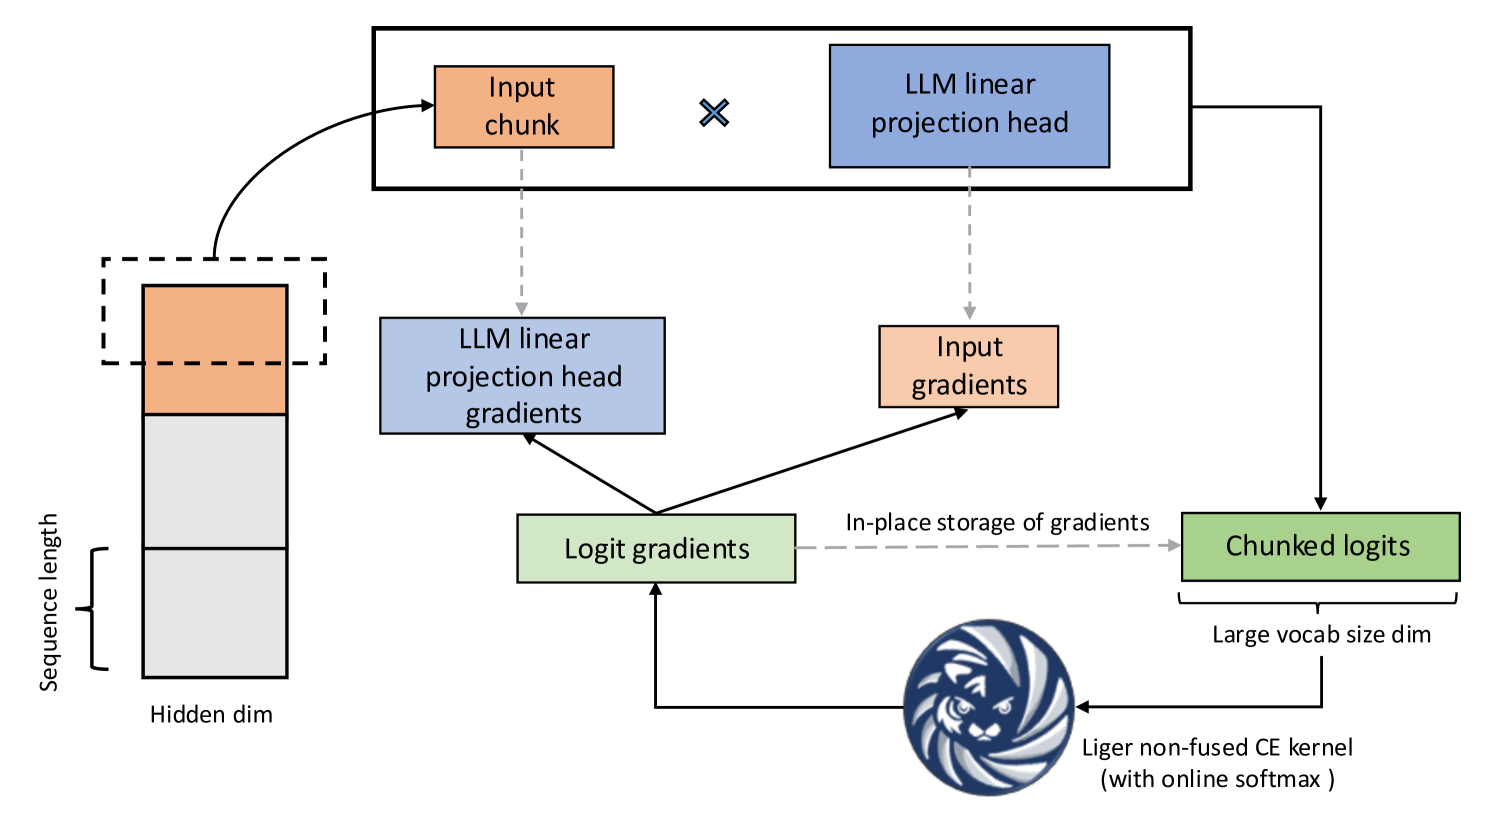 Input
chunk
LLM linear
projection head
LLM linear
projection head
gradients
Input
gradients
Logit gradients
In-place storage of gradients
Chunked logits
Large vocab size dim
Sequence length
Hidden dim
Liger non-fused CE kernel
(with online softmax )